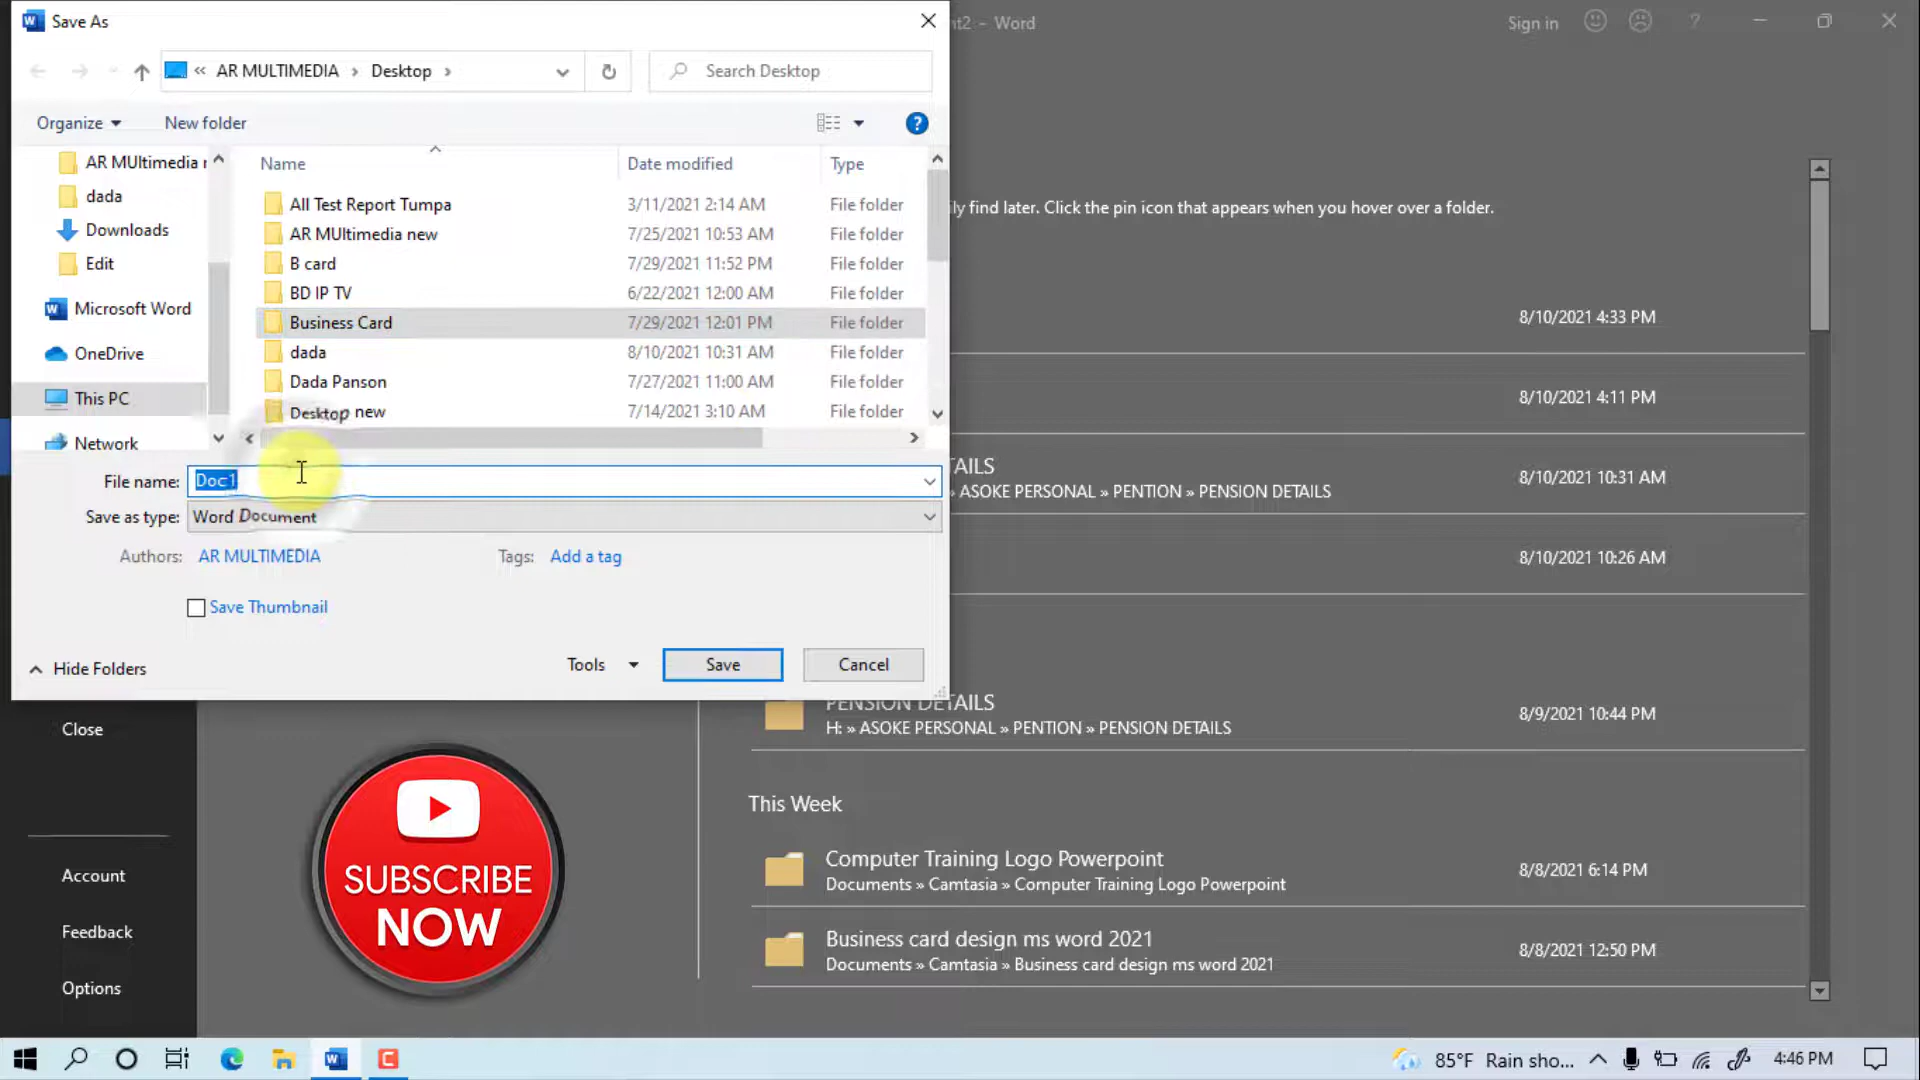 Save As
nt2 - Word
Sign in
?
« AR MULTIMEDIA › Desktop ›
Search Desktop
Organize
New folder
?
AR MUltimedia r
dada
Downloads
Edit
Microsoft Word
OneDrive
This PC
Network
Name Date modified Type
All Test Report Tumpa 3/11/2021 2:14 AM File folder
AR MUltimedia new 7/25/2021 10:53 AM File folder
B card 7/29/2021 11:52 PM File folder
BD IP TV 6/22/2021 12:00 AM File folder
Business Card 7/29/2021 12:01 PM File folder
dada 8/10/2021 10:31 AM File folder
Dada Panson 7/27/2021 11:00 AM File folder
Desktop new 7/14/2021 3:10 AM File folder
File name: Doc1
Save as type: Word Document
Authors: AR MULTIMEDIA Tags: Add a tag
Save Thumbnail
Hide Folders
Tools
Save
Cancel
ly find later. Click the pin icon that appears when you hover over a folder.
8/10/2021 4:33 PM
8/10/2021 4:11 PM
AILS
» ASOKE PERSONAL » PENTION » PENSION DETAILS
8/10/2021 10:31 AM
8/10/2021 10:26 AM
PENSION DETAILS
H: » ASOKE PERSONAL » PENTION » PENSION DETAILS
8/9/2021 10:44 PM
This Week
Computer Training Logo Powerpoint
Documents » Camtasia » Computer Training Logo Powerpoint
8/8/2021 6:14 PM
Business card design ms word 2021
Documents » Camtasia » Business card design ms word 2021
8/8/2021 12:50 PM
Close
Account
Feedback
Options
SUBSCRIBE
NOW
85°F Rain sho...
4:46 PM